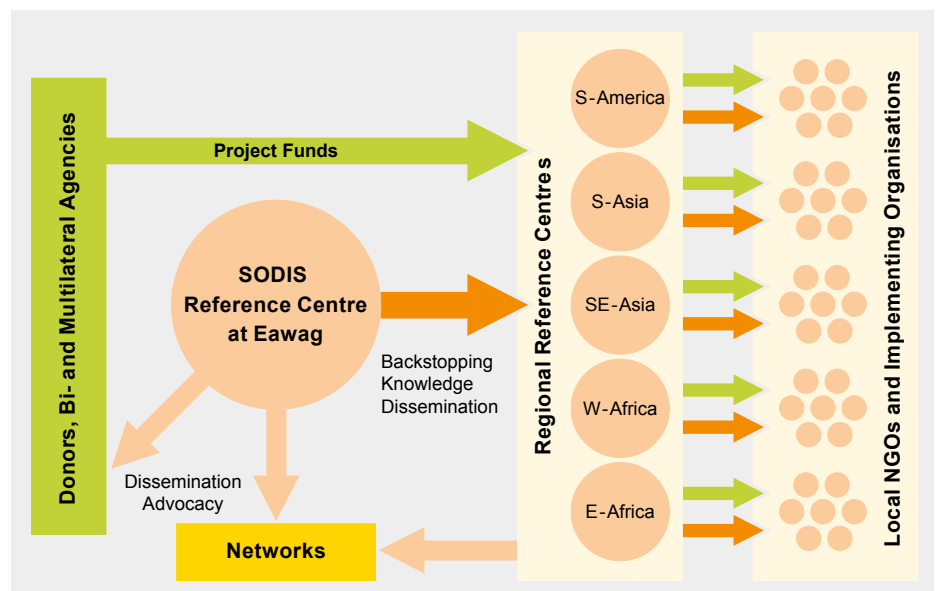 Donors, Bi- and Multilateral Agencies
Project Funds
SODIS
Reference Centre
at Eawag
Backstopping
Knowledge
Dissemination
Dissemination
Advocacy
Networks
Regional Reference Centres
S-America
S-Asia
SE-Asia
W-Africa
E-Africa
Local NGOs and Implementing Organisations